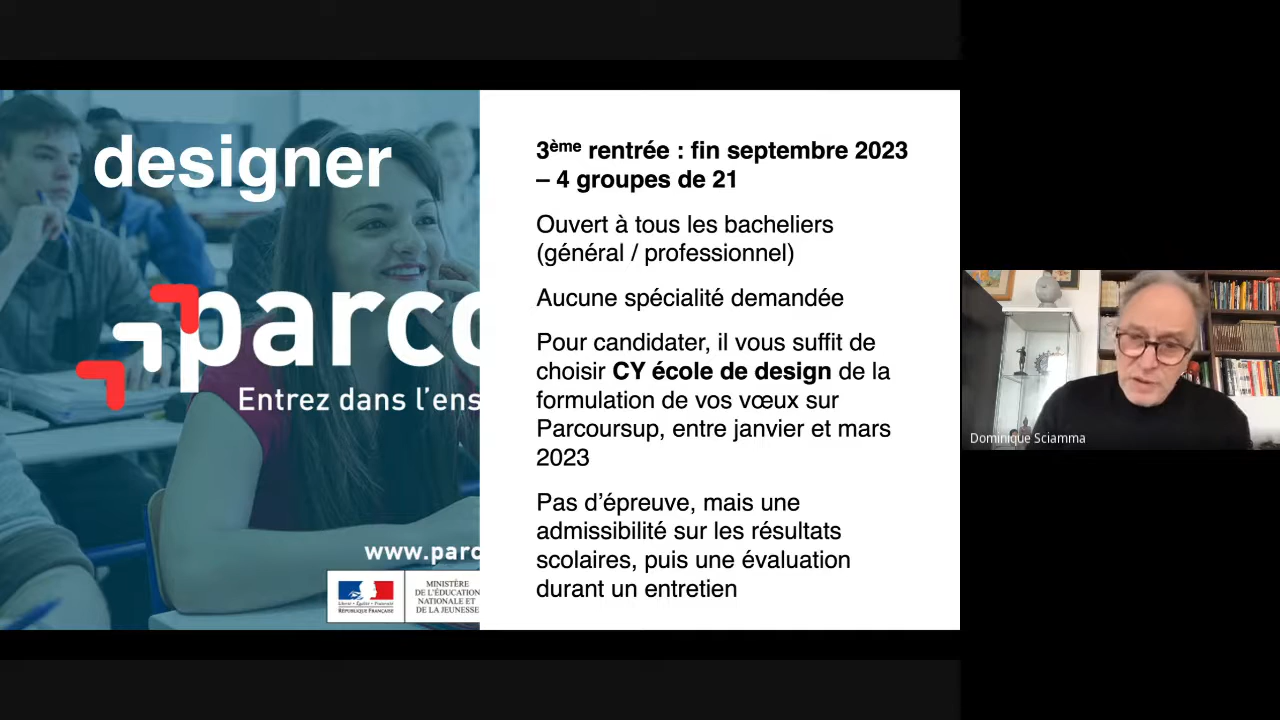 designer
parco
Entrez dans l’ens
www.parc
Liberté • Égalité • Fraternité
RÉPUBLIQUE FRANÇAISE
MINISTÈRE
DE L’ÉDUCATION
NATIONALE ET
DE LA JEUNESSE
3ème rentrée : fin septembre 2023
– 4 groupes de 21
Ouvert à tous les bacheliers
(général / professionnel)
Aucune spécialité demandée
Pour candidater, il vous suffit de
choisir CY école de design de la
formulation de vos vœux sur
Parcoursup, entre janvier et mars
2023
Pas d’épreuve, mais une
admissibilité sur les résultats
scolaires, puis une évaluation
durant un entretien
Dominique Sciamma